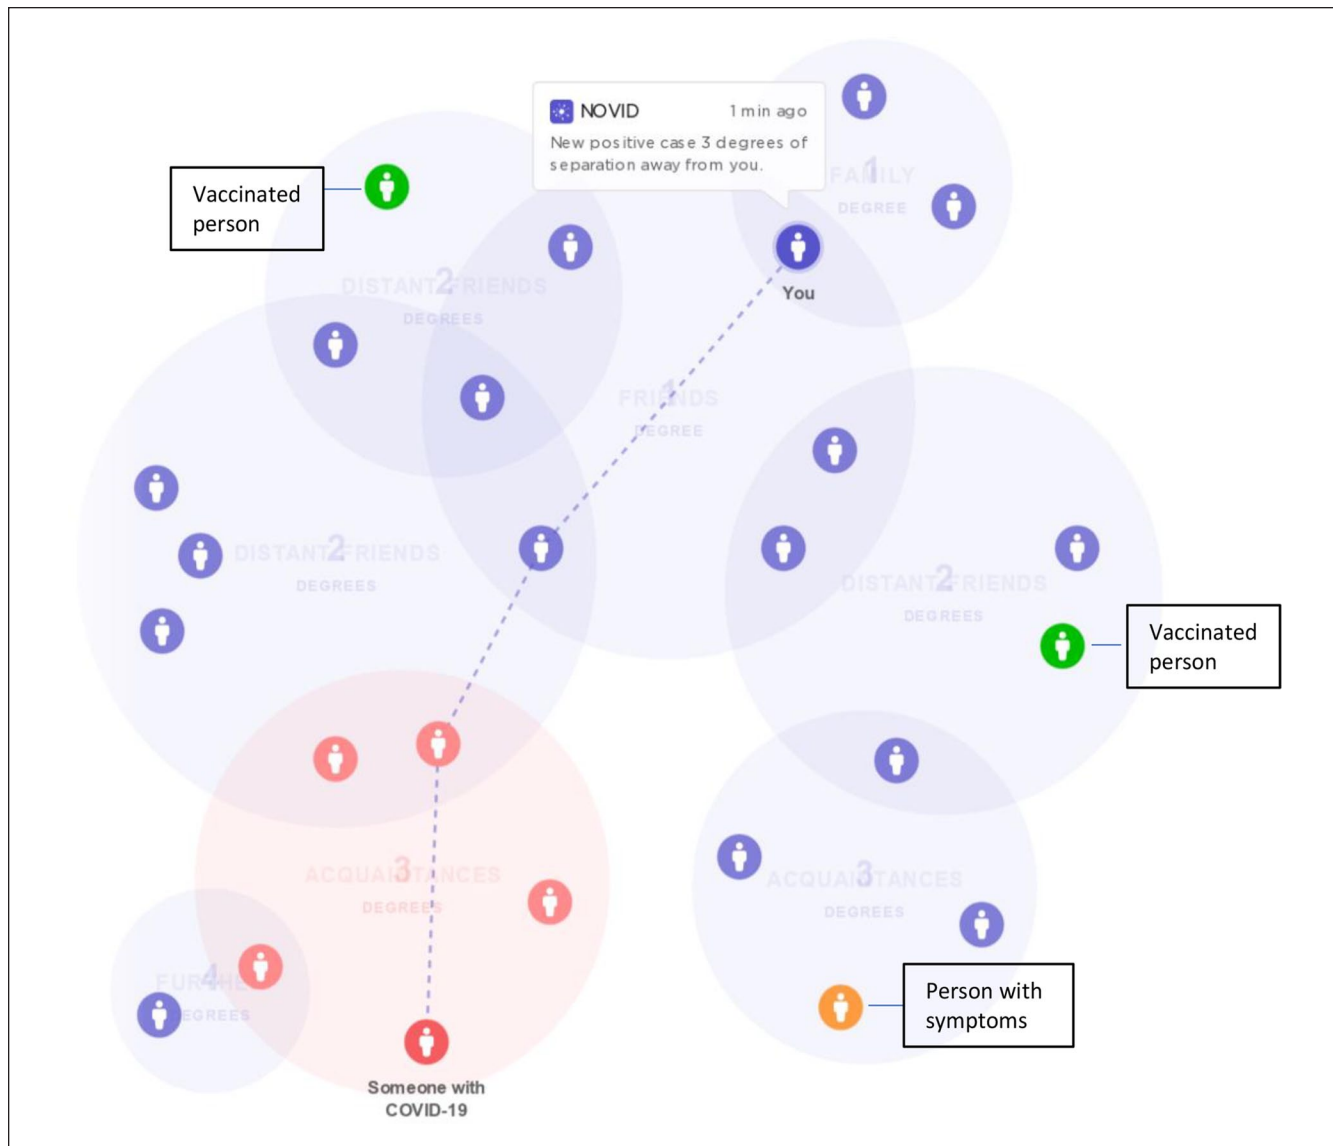 NOVID 1 min ago
New positive case 3 degrees of
separation away from you.
1
FAMILY
DEGREE
Vaccinated
person
You
2
DISTANT FRIENDS
DEGREES
1
FRIENDS
DEGREE
2
DISTANT FRIENDS
DEGREES
2
DISTANT FRIENDS
DEGREES
Vaccinated
person
3
ACQUAINTANCES
DEGREES
3
ACQUAINTANCES
DEGREES
4
DEGREES
Person with
symptoms
Someone with
COVID-19